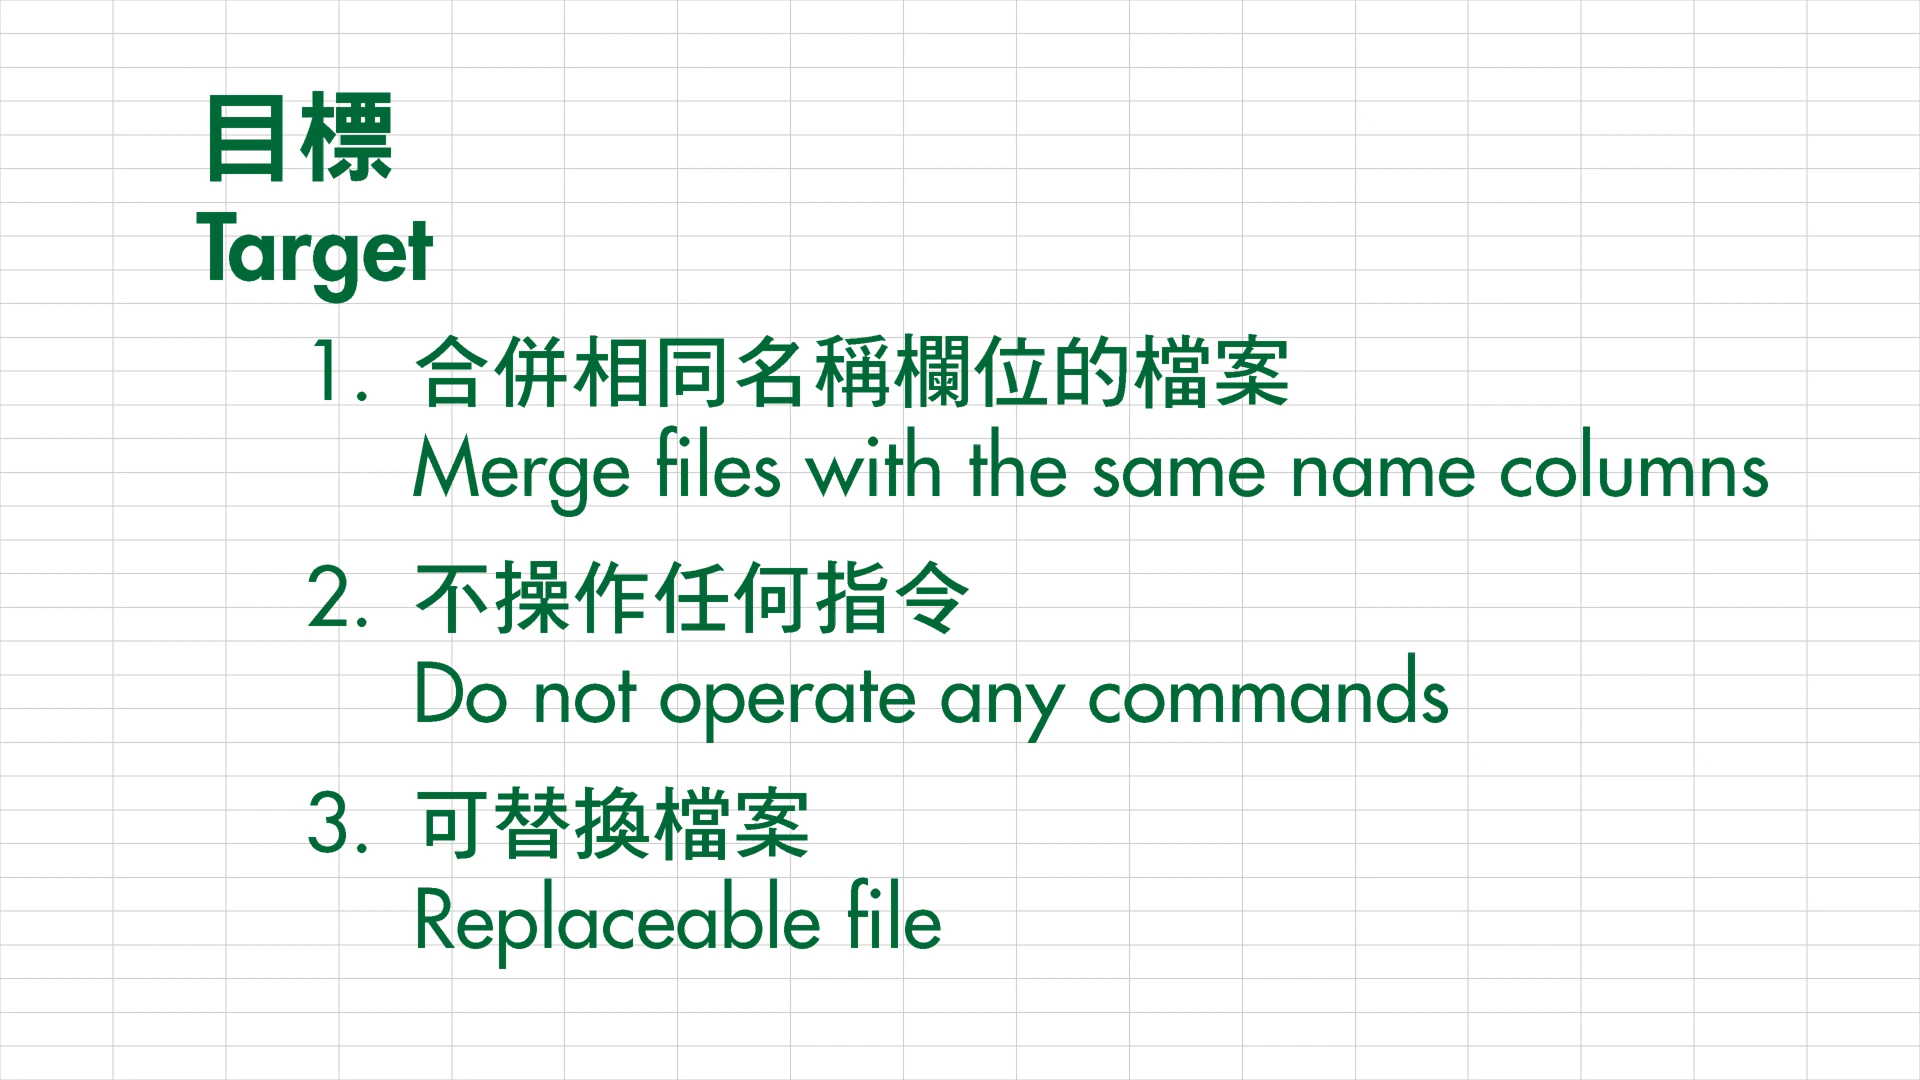 目標
Target
1. 合併相同名稱欄位的檔案
Merge files with the same name columns
2. 不操作任何指令
Do not operate any commands
3. 可替換檔案
Replaceable file